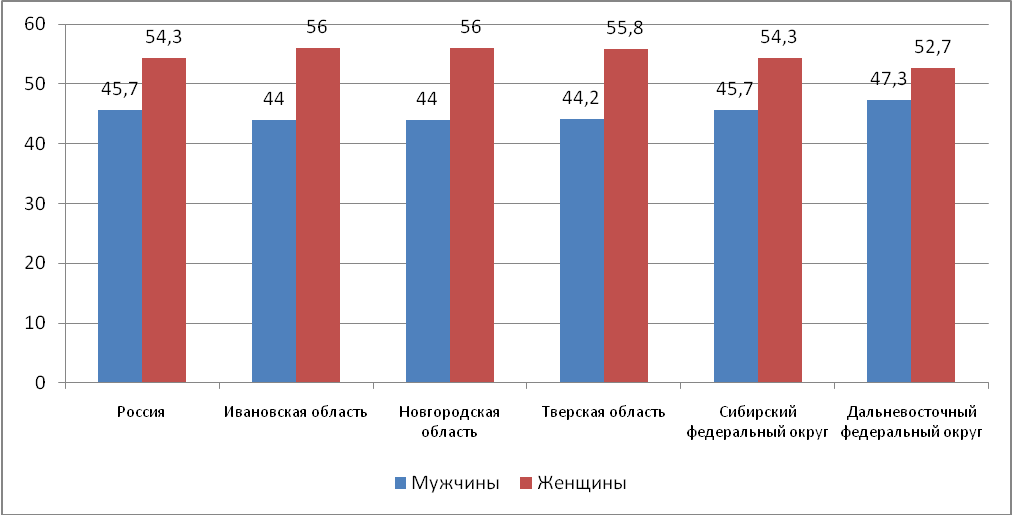 60
50
40
30
20
10
0
45,7
54,3
44
56
44
56
44,2
55,8
45,7
54,3
47,3
52,7
Россия
Ивановская область
Новгородская
область
Тверская область
Сибирский
федеральный округ
Дальневосточный
федеральный округ
Мужчины
Женщины